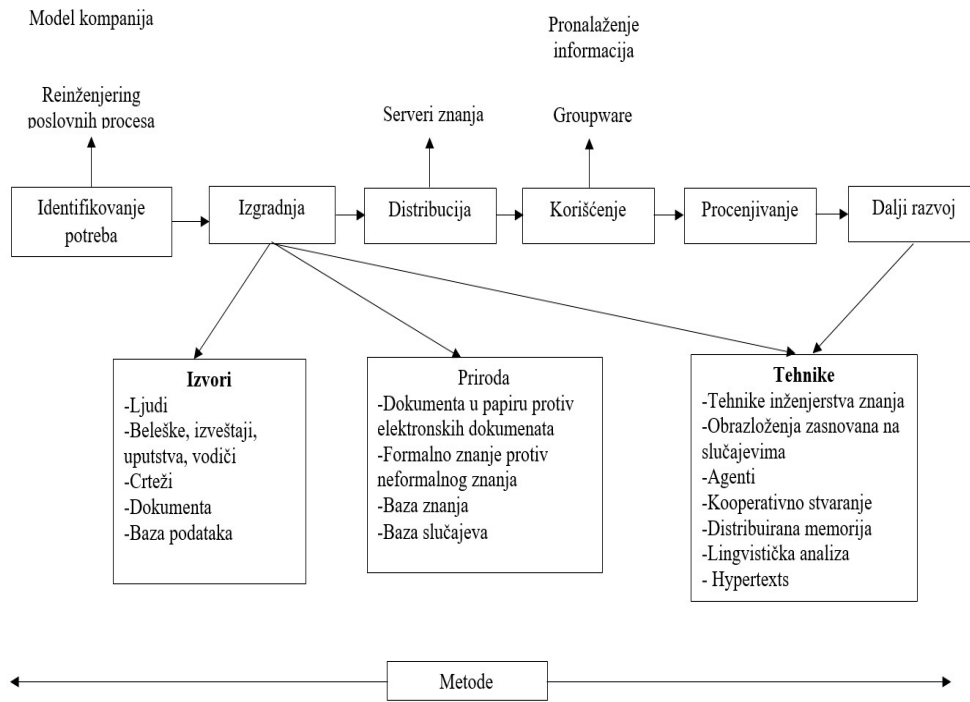 Model kompanija
Pronalaženje
informacija
Reinženjering
poslovnih procesa
Serveri znanja
Groupware
Identifikovanje
potreba
Izgradnja
Distribucija
Korišćenje
Procenjivanje
Dalji razvoj
Izvori
-Ljudi
-Beleške, izveštaji,
uputstva, vodiči
-Crteži
-Dokumenta
-Baza podataka
Priroda
-Dokumenta u papiru protiv
elektronskih dokumenata
-Formalno znanje protiv
neformalnog znanja
-Baza znanja
-Baza slučajeva
Tehnike
-Tehnike inženjerstva znanja
-Obrazloženja zasnovana na
slučajevima
-Agenti
-Kooperativno stvaranje
-Distribuirana memorija
-Lingvistička analiza
- Hypertexts
Metode